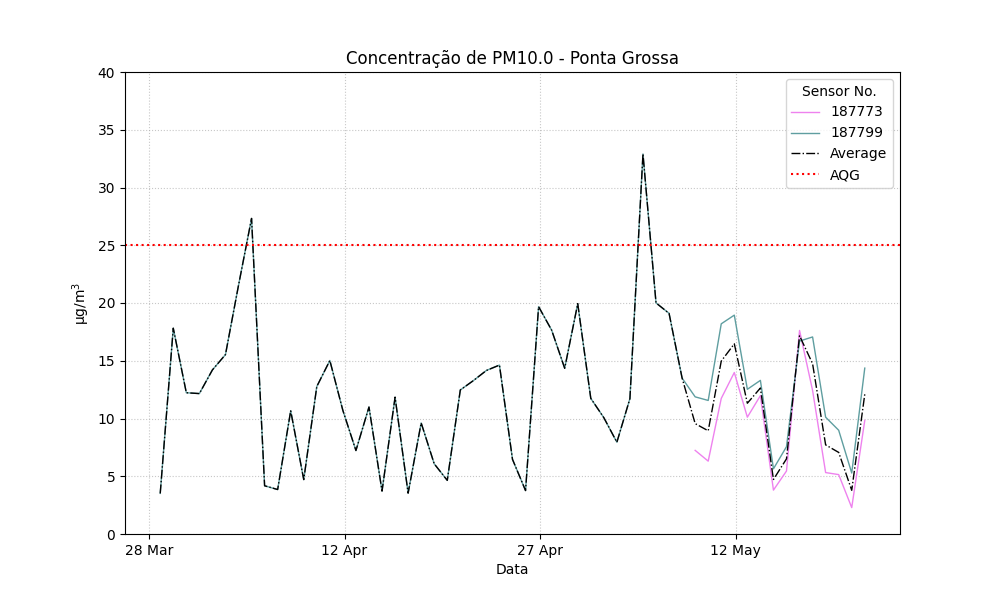 Concentração de PM10.0 - Ponta Grossa
Sensor No.
187773
187799
Average
AQG
40
35
30
25
20
15
10
5
0
µg/m³
28 Mar
12 Apr
27 Apr
12 May
Data